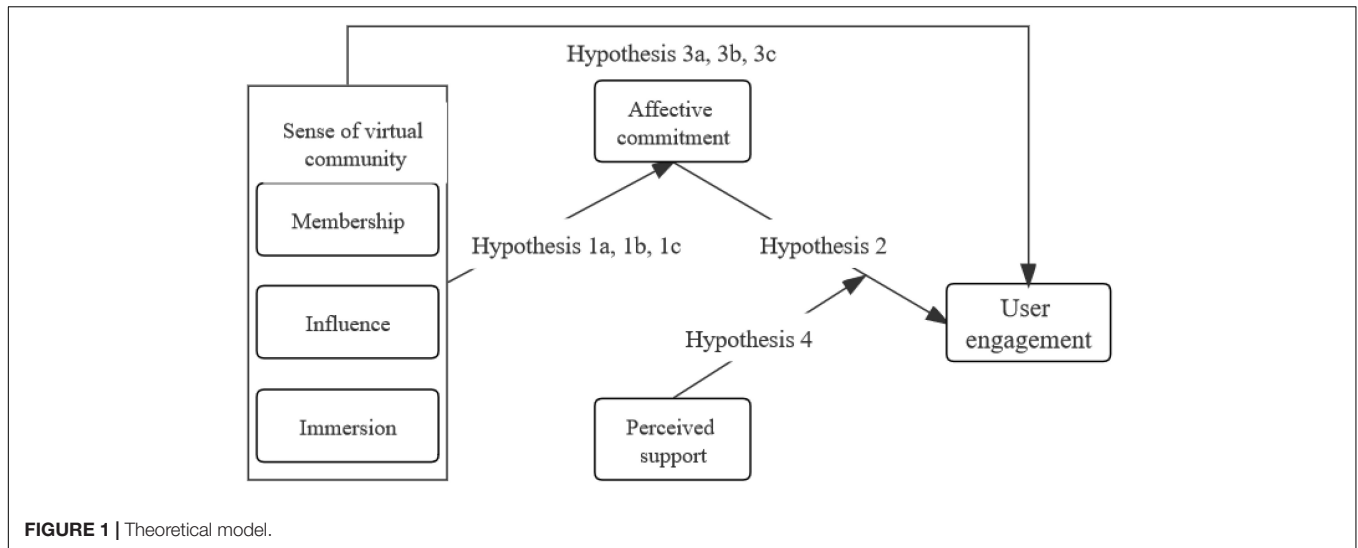 Hypothesis 3a, 3b, 3c
Affective
commitment
Sense of virtual
community
Membership
Hypothesis 1a, 1b, 1c
Hypothesis 2
Influence
User
engagement
Hypothesis 4
Immersion
Perceived
support
FIGURE 1 | Theoretical model.